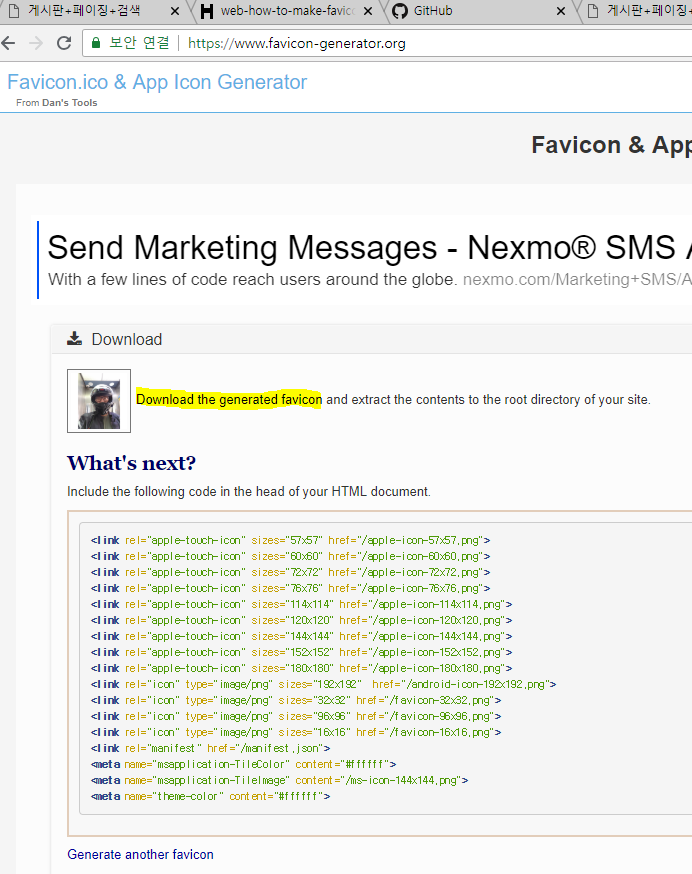 게시판+페이징+검색
web-how-to-make-favico
GitHub
게시판+페이징+
보안 연결 | https://www.favicon-generator.org
Favicon.ico & App Icon Generator
From Dan's Tools
Favicon & App
Send Marketing Messages - Nexmo® SMS A
With a few lines of code reach users around the globe. nexmo.com/Marketing+SMS/A
Download
Download the generated favicon and extract the contents to the root directory of your site.
What's next?
Include the following code in the head of your HTML document.
<link rel="apple-touch-icon" sizes="57x57" href="/apple-icon-57x57.png">
<link rel="apple-touch-icon" sizes="60x60" href="/apple-icon-60x60.png">
<link rel="apple-touch-icon" sizes="72x72" href="/apple-icon-72x72.png">
<link rel="apple-touch-icon" sizes="76x76" href="/apple-icon-76x76.png">
<link rel="apple-touch-icon" sizes="114x114" href="/apple-icon-114x114.png">
<link rel="apple-touch-icon" sizes="120x120" href="/apple-icon-120x120.png">
<link rel="apple-touch-icon" sizes="144x144" href="/apple-icon-144x144.png">
<link rel="apple-touch-icon" sizes="152x152" href="/apple-icon-152x152.png">
<link rel="apple-touch-icon" sizes="180x180" href="/apple-icon-180x180.png">
<link rel="icon" type="image/png" sizes="192x192"  href="/android-icon-192x192.png">
<link rel="icon" type="image/png" sizes="32x32" href="/favicon-32x32.png">
<link rel="icon" type="image/png" sizes="96x96" href="/favicon-96x96.png">
<link rel="icon" type="image/png" sizes="16x16" href="/favicon-16x16.png">
<link rel="manifest" href="/manifest.json">
<meta name="msapplication-TileColor" content="#ffffff">
<meta name="msapplication-TileImage" content="/ms-icon-144x144.png">
<meta name="theme-color" content="#ffffff">
Generate another favicon